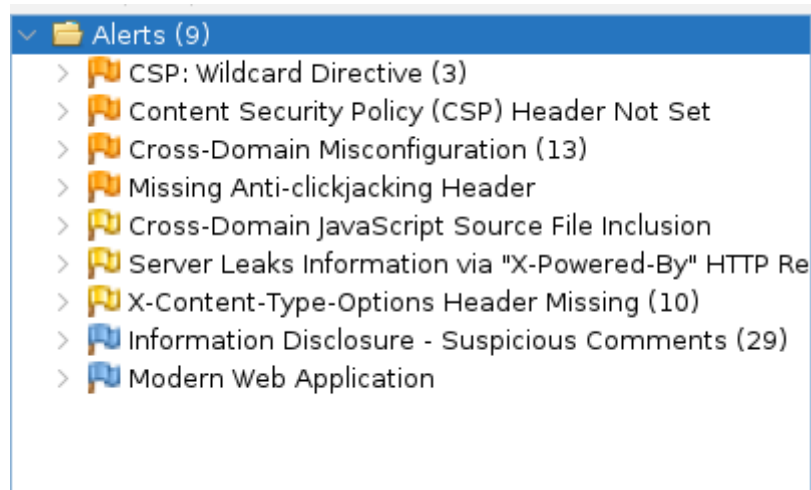 Alerts (9)
CSP: Wildcard Directive (3)
Content Security Policy (CSP) Header Not Set
Cross-Domain Misconfiguration (13)
Missing Anti-clickjacking Header
Cross-Domain JavaScript Source File Inclusion
Server Leaks Information via "X-Powered-By" HTTP Re
X-Content-Type-Options Header Missing (10)
Information Disclosure - Suspicious Comments (29)
Modern Web Application